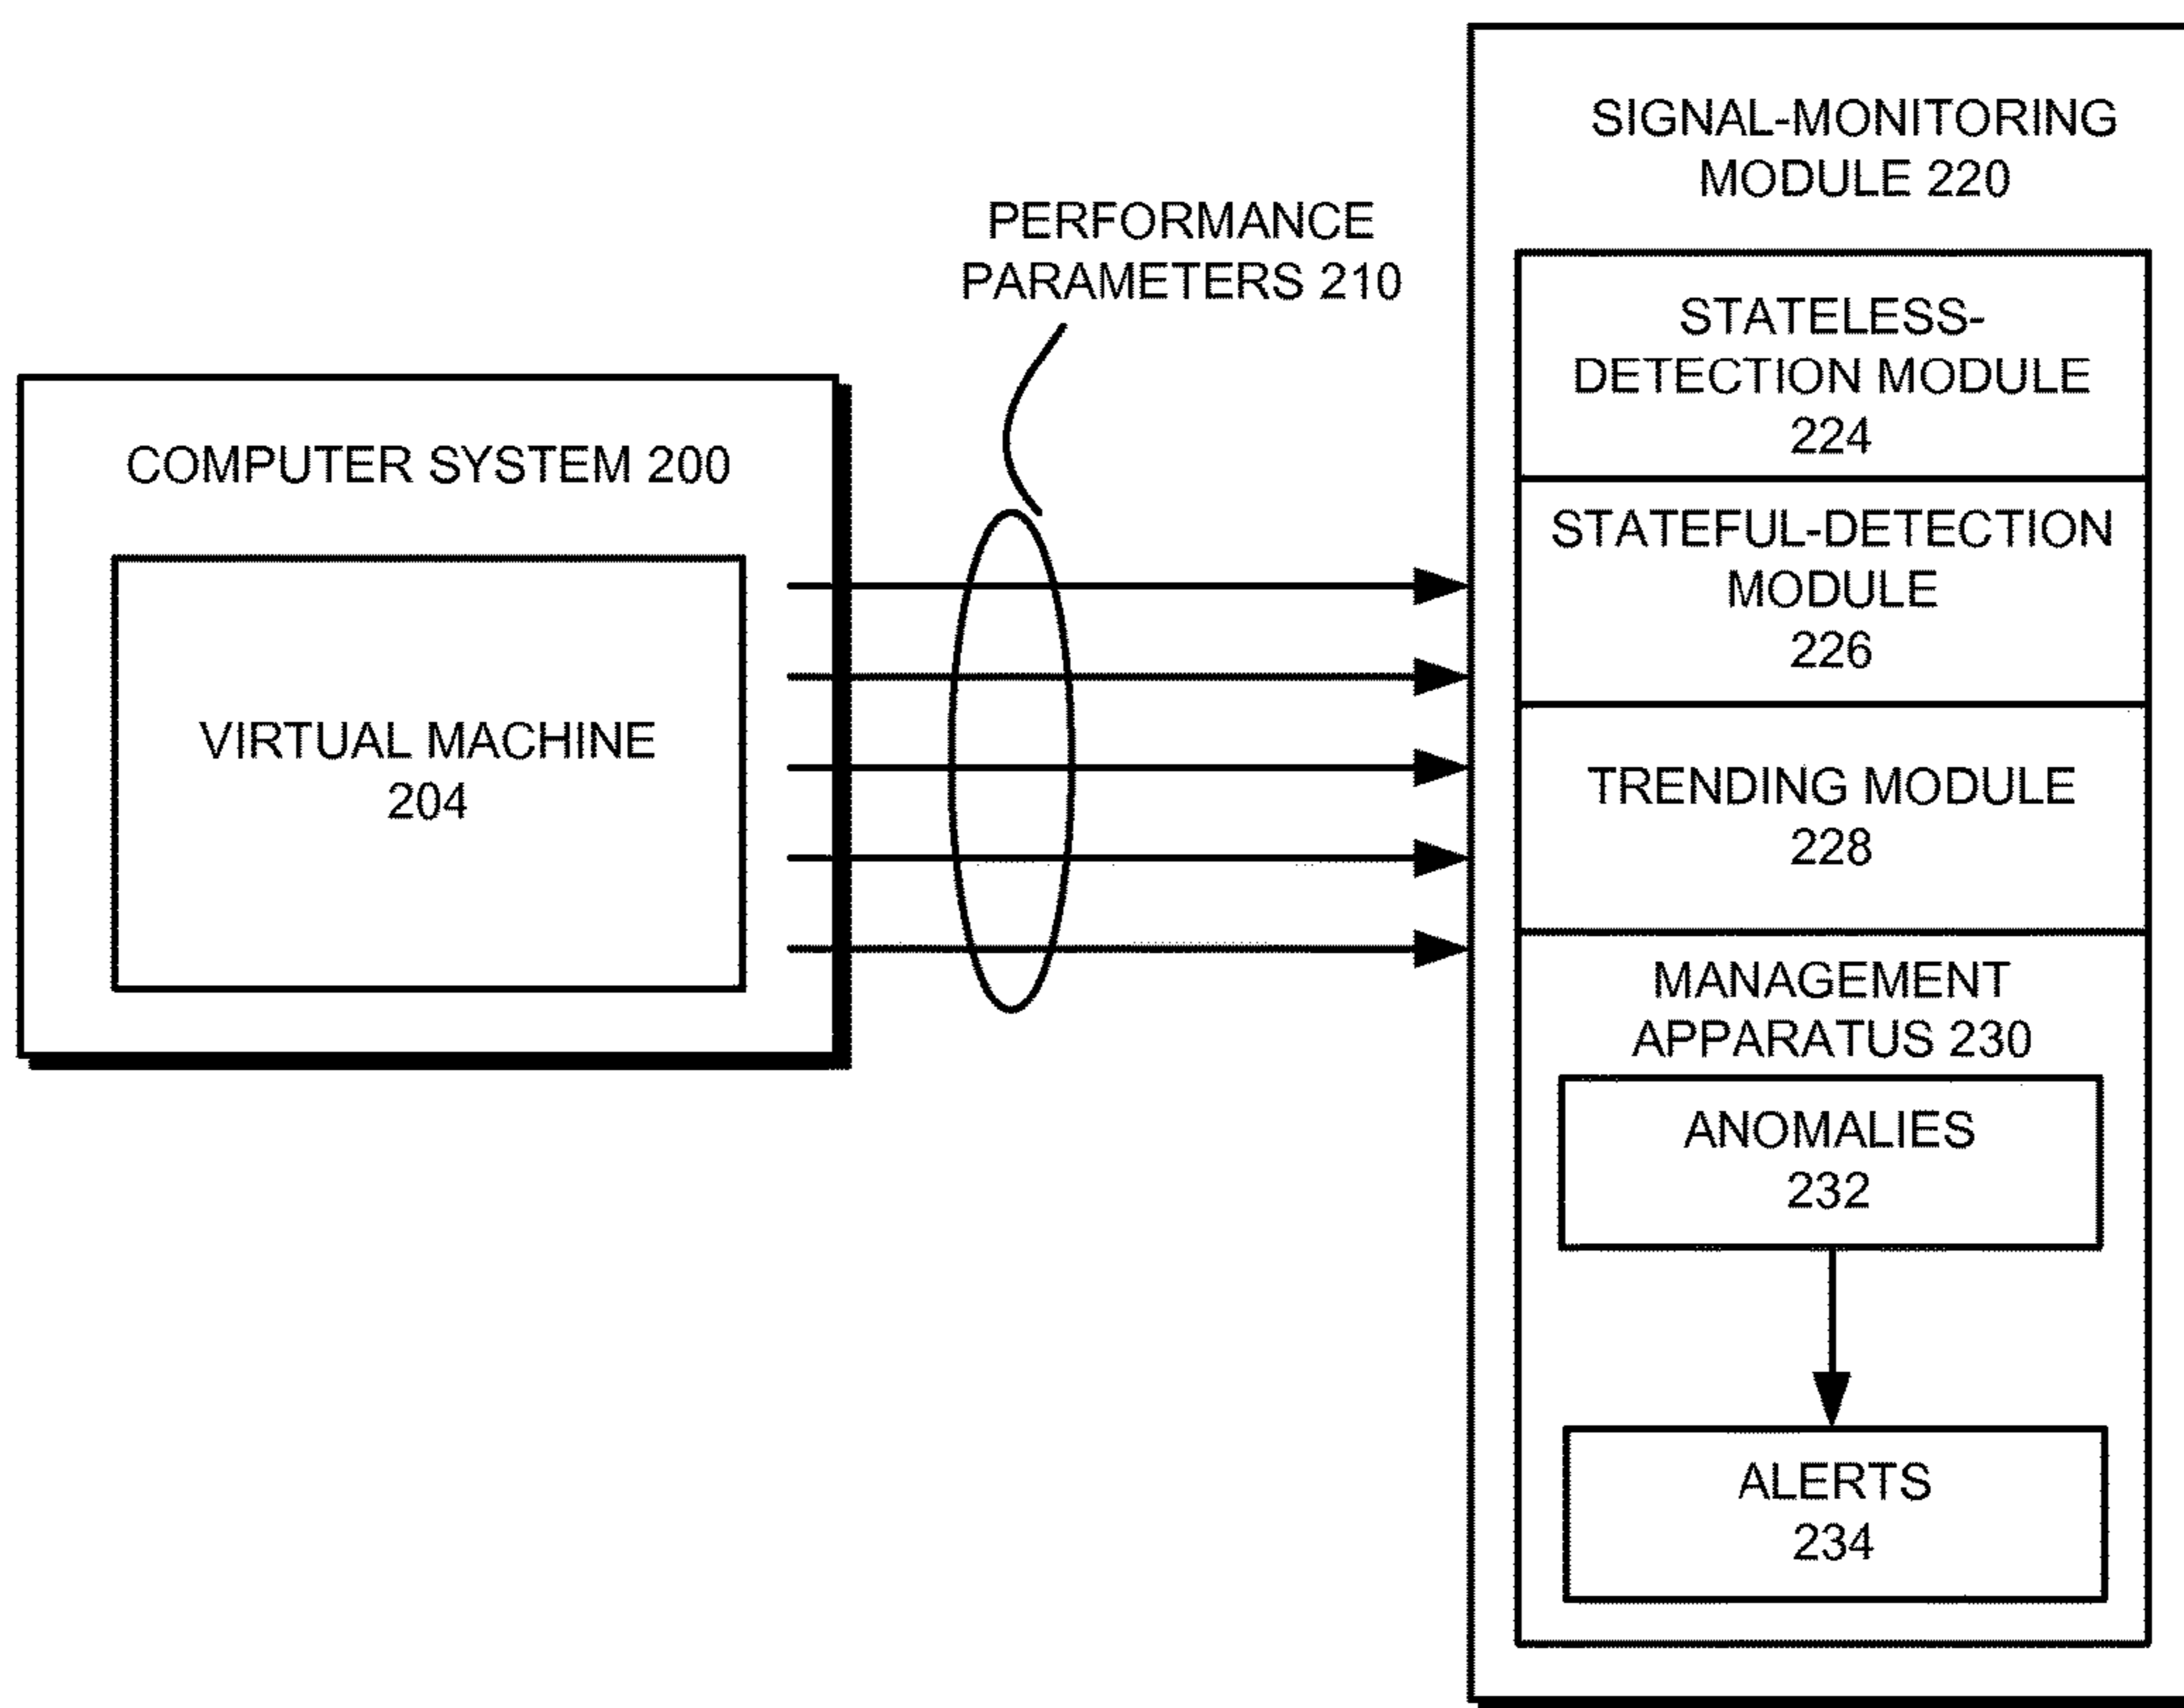 COMPUTER SYSTEM 200
VIRTUAL MACHINE
204
PERFORMANCE
PARAMETERS 210
SIGNAL-MONITORING
MODULE 220
STATELESS-
DETECTION MODULE
224
STATEFUL-DETECTION
MODULE
226
TRENDING MODULE
228
MANAGEMENT
APPARATUS 230
ANOMALIES
232
ALERTS
234